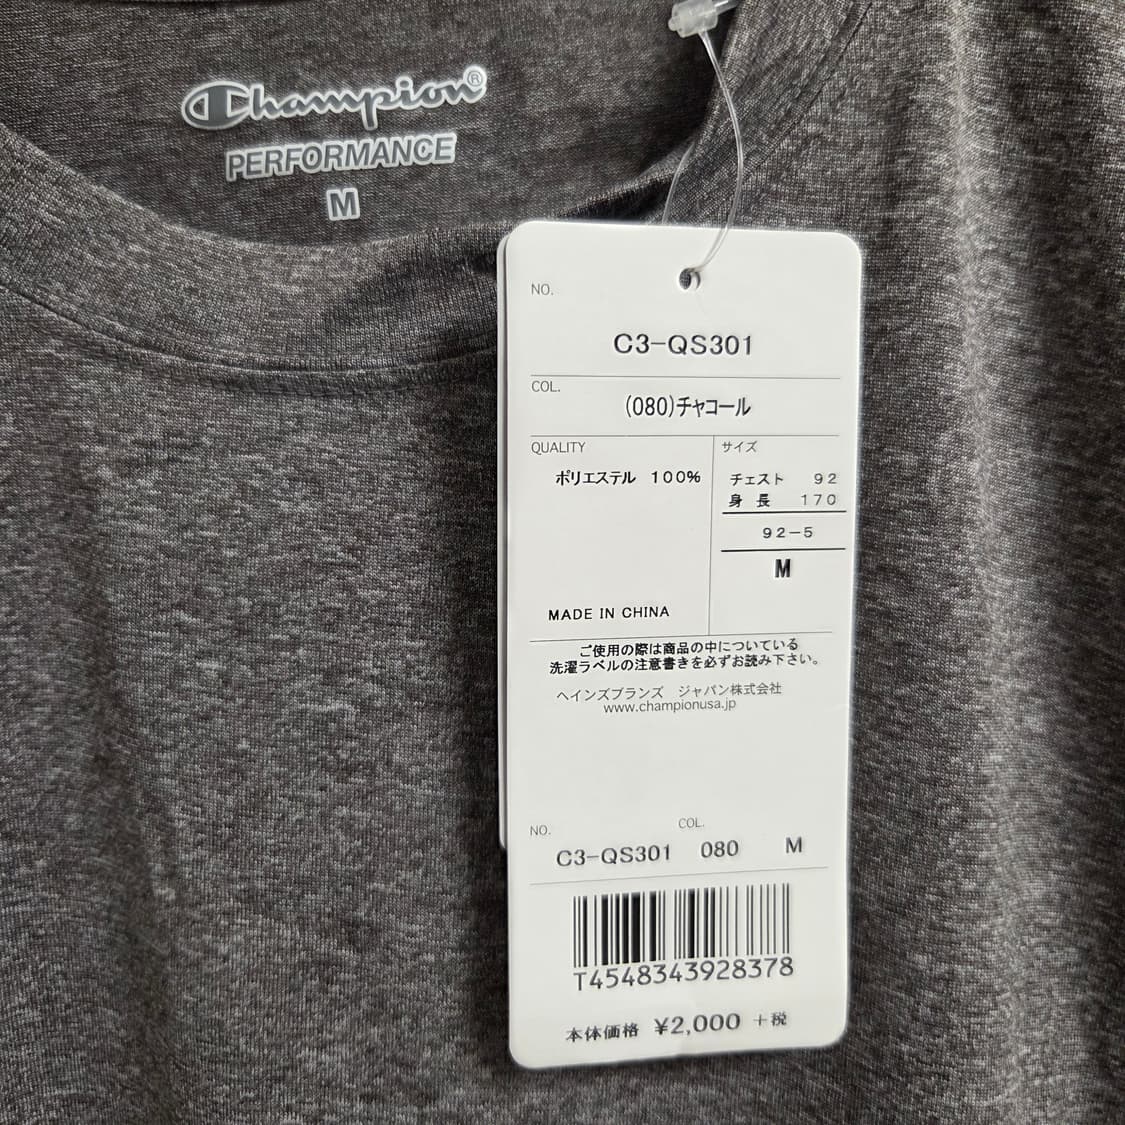 Champion®
PERFORMANCE
M
NO.
C3-QS301
COL.
(080)チャコール
QUALITY
ポリエステル 100%
MADE IN CHINA
サイズ
チェスト 92
身長 170
92-5
M
ご使用の際は商品の中についている
洗濯ラベルの注意書きを必ずお読み下さい。
ヘインズブランズ ジャパン株式会社
www.championusa.jp
NO. COL.
C3-QS301 080 M
T4548343928378
本体価格 ¥2,000 +税